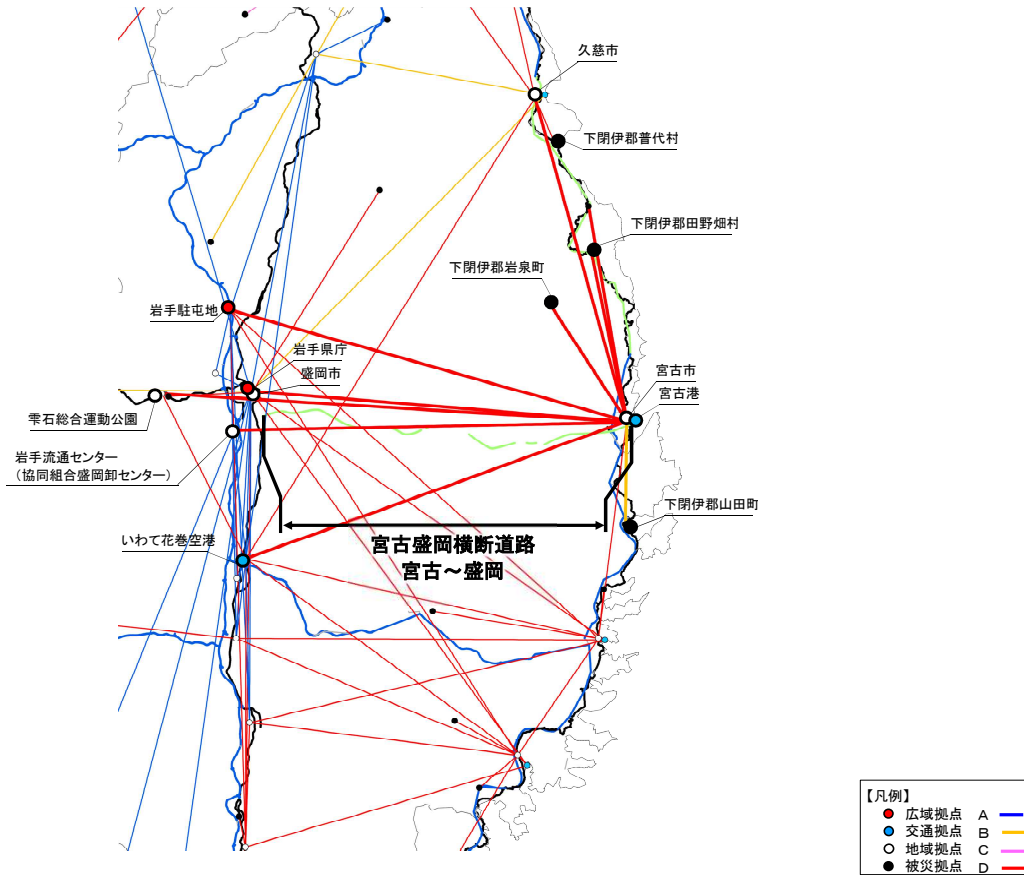 久慈市
下閉伊郡普代村
下閉伊郡田野畑村
下閉伊郡岩泉町
岩手駐屯地
岩手県庁
盛岡市
宮古市
宮古港
雫石総合運動公園
岩手流通センター
（協同組合盛岡卸センター）
下閉伊郡山田町
いわて花巻空港
宮古盛岡横断道路
宮古～盛岡
【凡例】
広域拠点 A
交通拠点 B
地域拠点 C
被災拠点 D